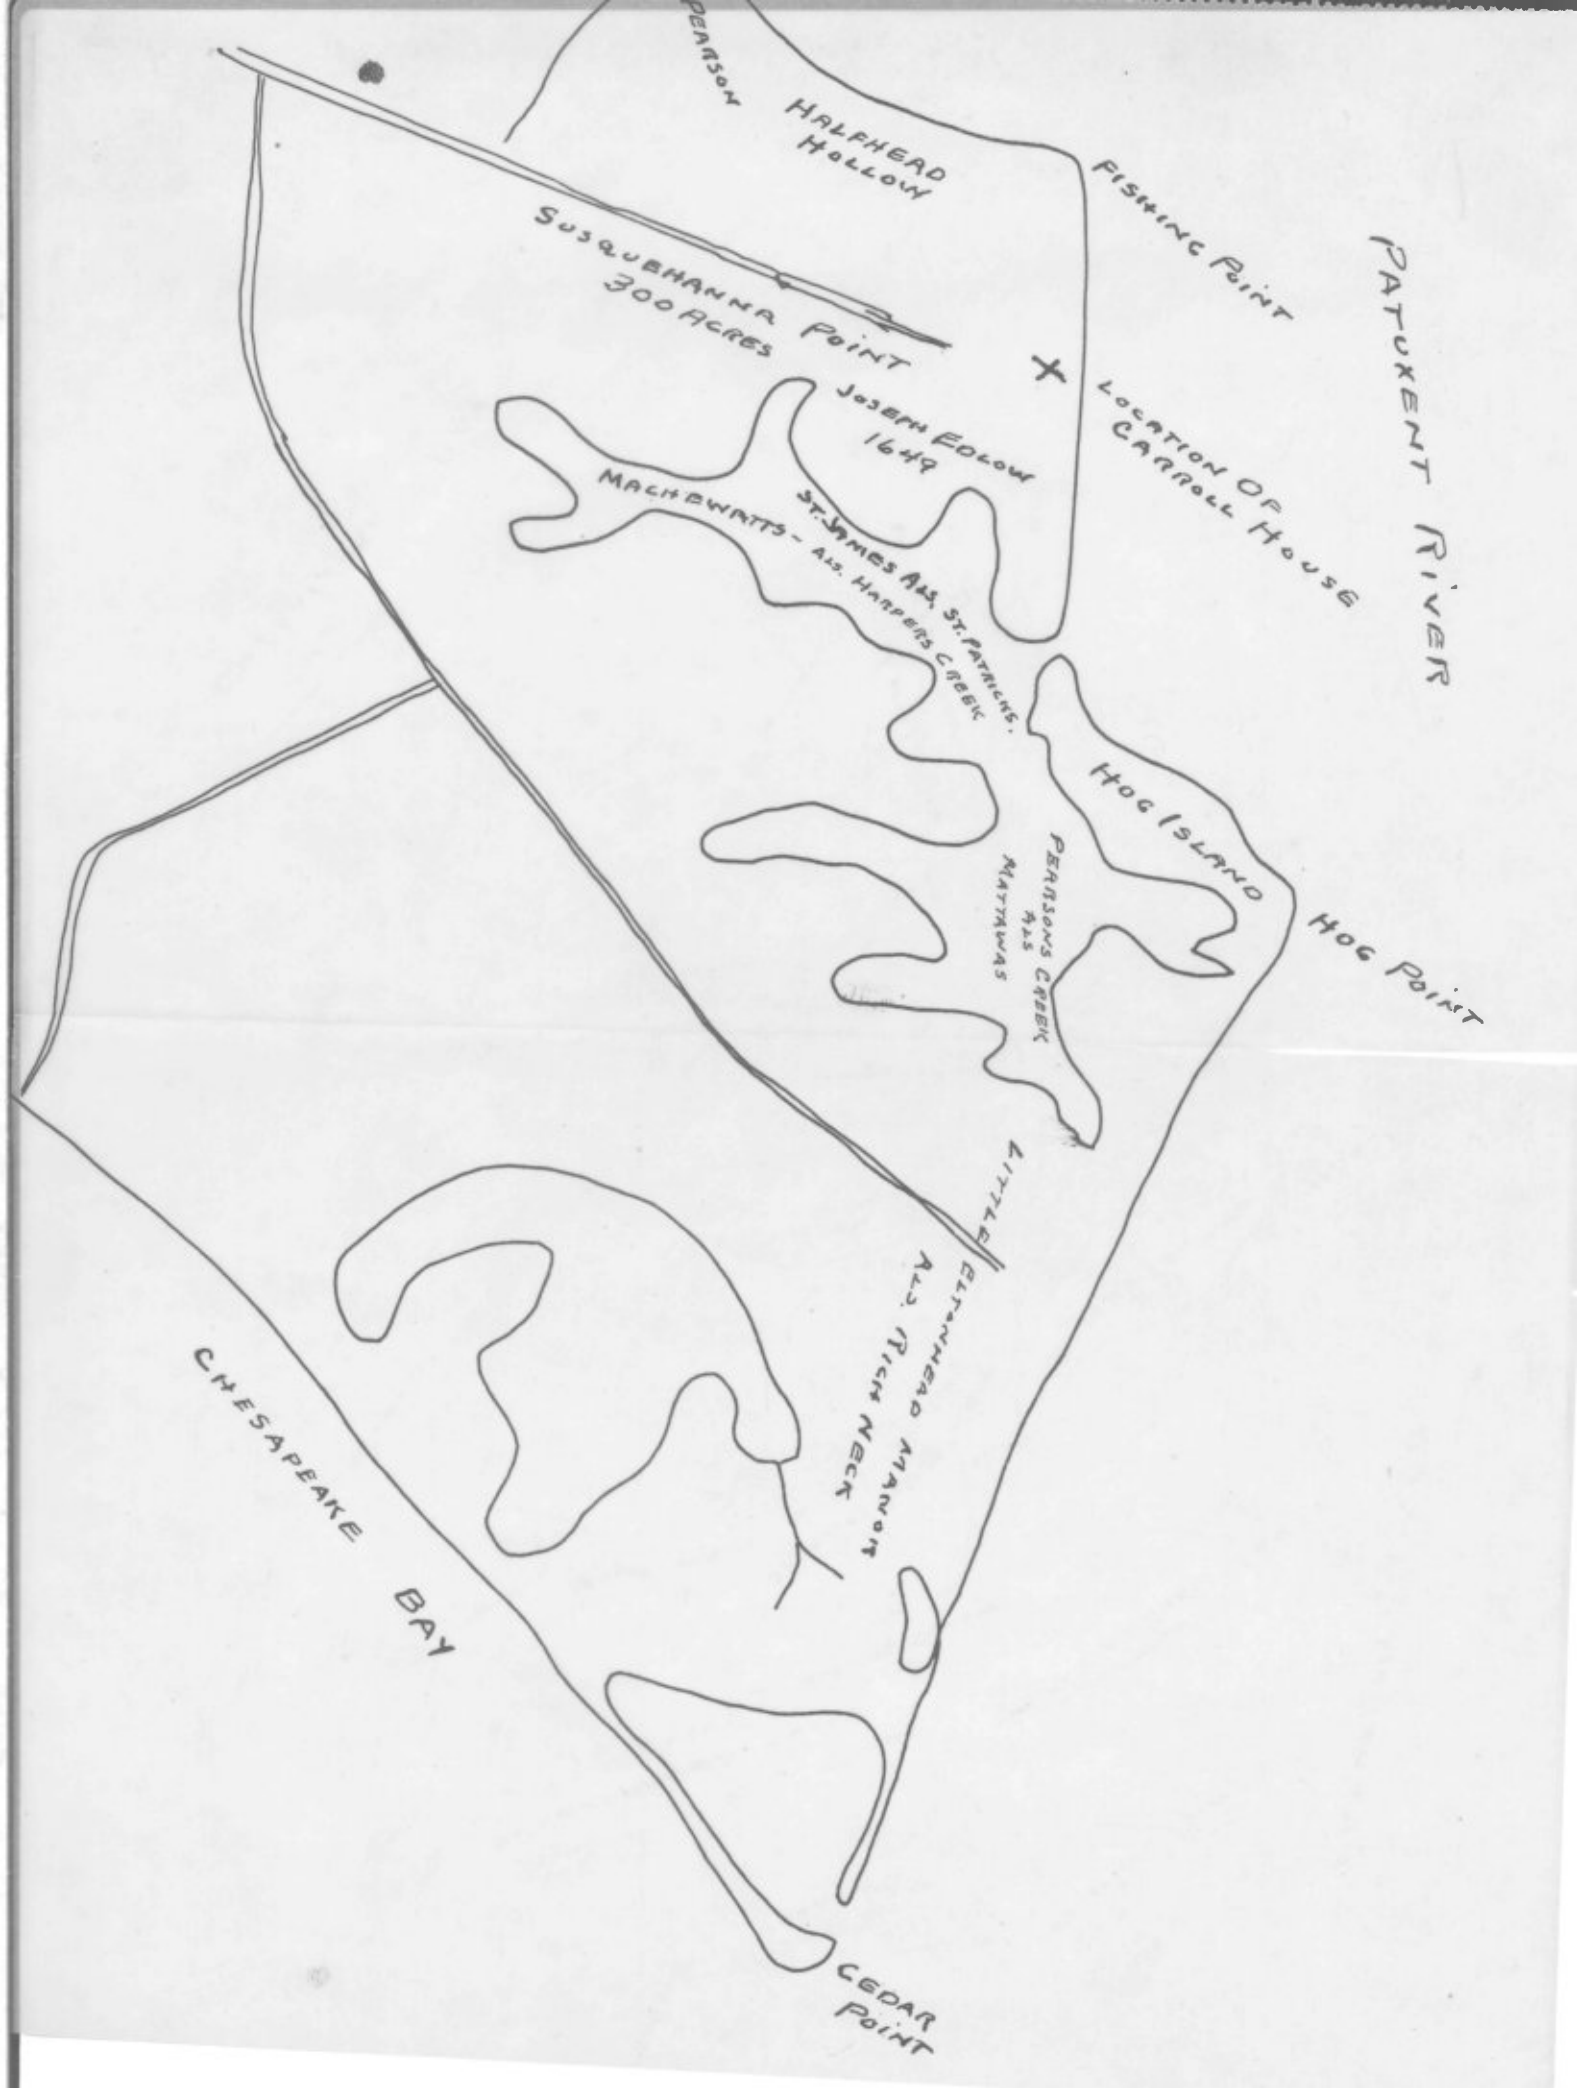 PEARSON
HALFHEAD
HOLLOW
FISHING POINT
PATUXENT RIVER
SUSQUEHANNA POINT
300 ACRES
LOCATION OF
CARROLL HOUSE
JOSEPH EDLOW
1649
MACHEWATTS - ALS. HARPERS CREEK
ST. JAMES ALS. ST. PATRICKS.
HOG ISLAND
HOG POINT
PEARSONS CREEK
ALS
MATTAWAS
LITTLE ELTONHEAD MANOR
ALS. RICH NECK
CHESAPEAKE BAY
CEDAR
POINT